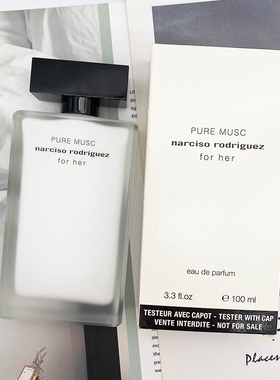 PURE MUSC
narciso rodriguez
for her
PURE MUSC
narciso rodriguez
for her
eau de parfum
3.3 fl.oz ℮ 100 ml
TESTEUR AVEC CAPOT - TESTER WITH CAP
VENTE INTERDITE - NOT FOR SALE
Places